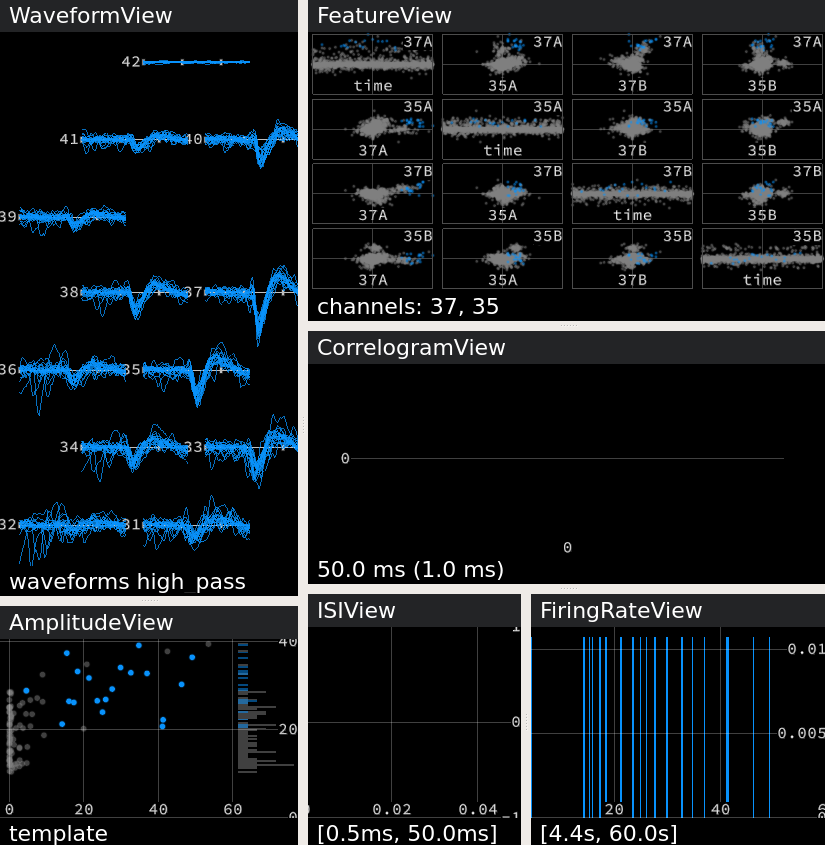 WaveformView
42
41 40
39
38 37
36 35
34 33
32 31
waveforms high_pass
FeatureView
37A 37A 37A 37A
time 35A 37B 35B
35A 35A 35A 35A
37A time 37B 35B
37B 37B 37B 37B
37A 35A time 35B
35B 35B 35B 35B
37A 35A 37B time
channels: 37, 35
CorrelogramView
0
0
50.0 ms (1.0 ms)
AmplitudeView
40
20
0
0 20 40 60
template
ISIView
1
0
0 0.02 0.04 -1
[0.5ms, 50.0ms]
FiringRateView
0.01
0.005
20 40 6
0
[4.4s, 60.0s]